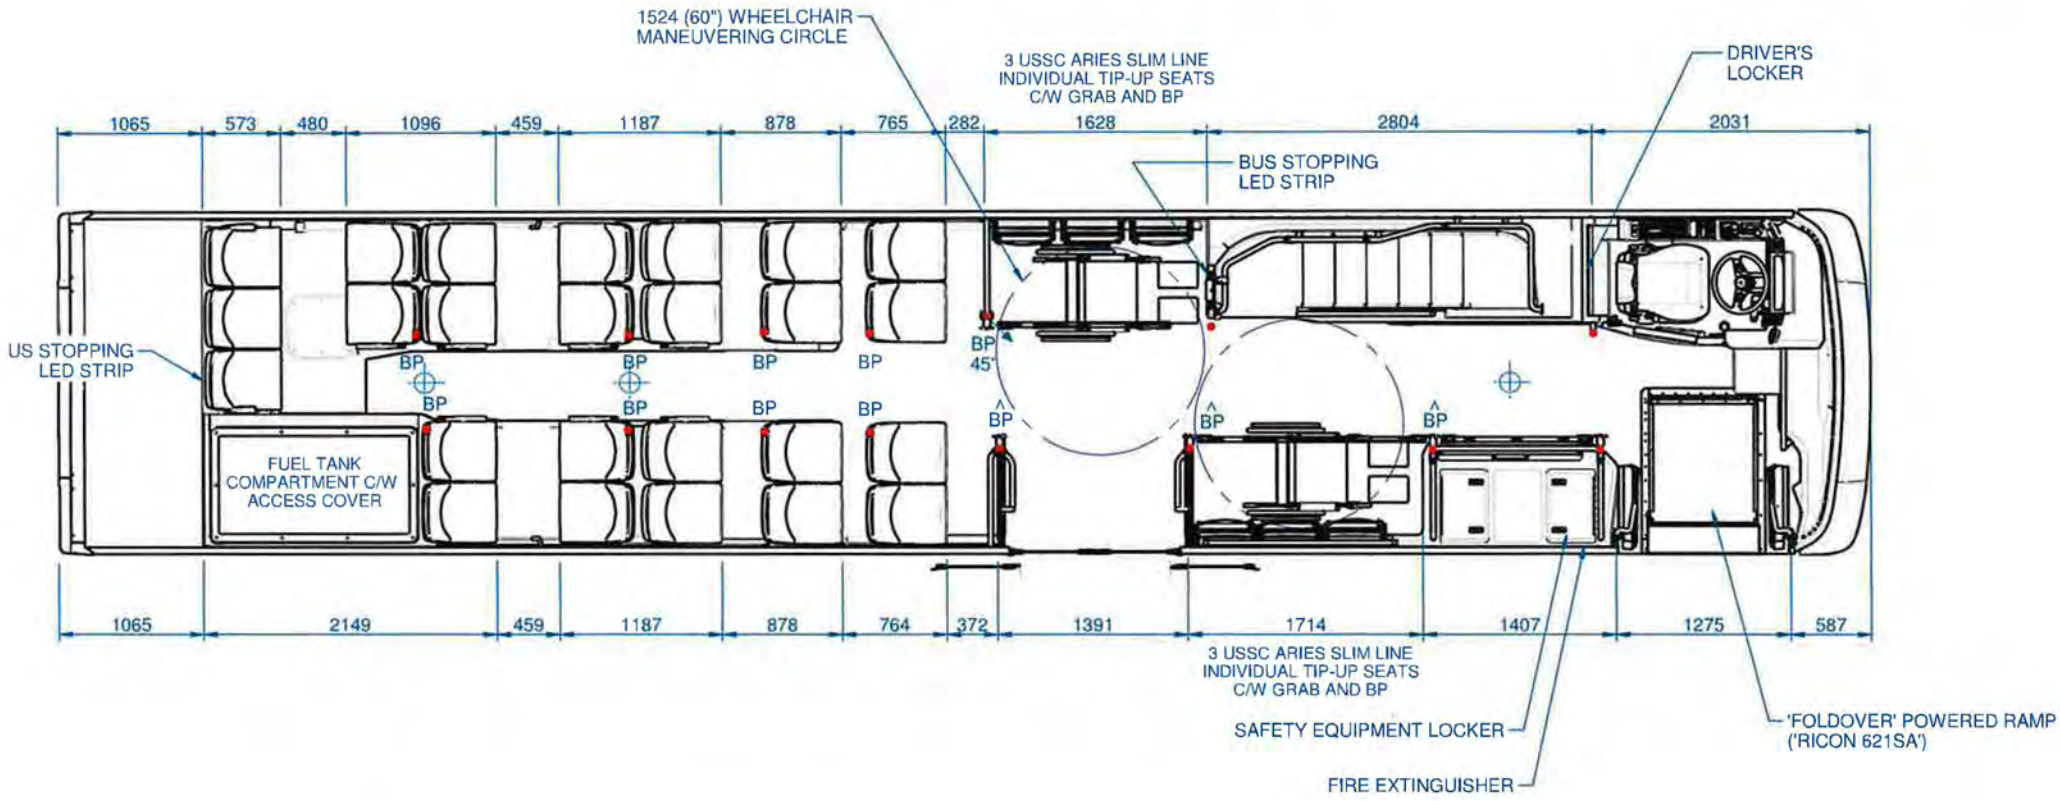 1524 (60") WHEELCHAIR
MANEUVERING CIRCLE
3 USSC ARIES SLIM LINE
INDIVIDUAL TIP-UP SEATS
C/W GRAB AND BP
DRIVER'S
LOCKER
1065 573 480 1096 459 1187 878 765 282 1628 2804 2031
BUS STOPPING
LED STRIP
US STOPPING
LED STRIP
BP BP BP BP BP
45°
BP BP BP BP
^ ^ ^
BP BP BP
FUEL TANK
COMPARTMENT C/W
ACCESS COVER
1065 2149 459 1187 878 764 372 1391 1714 1407 1275 587
3 USSC ARIES SLIM LINE
INDIVIDUAL TIP-UP SEATS
C/W GRAB AND BP
SAFETY EQUIPMENT LOCKER
'FOLDOVER' POWERED RAMP
('RICON 621SA')
FIRE EXTINGUISHER